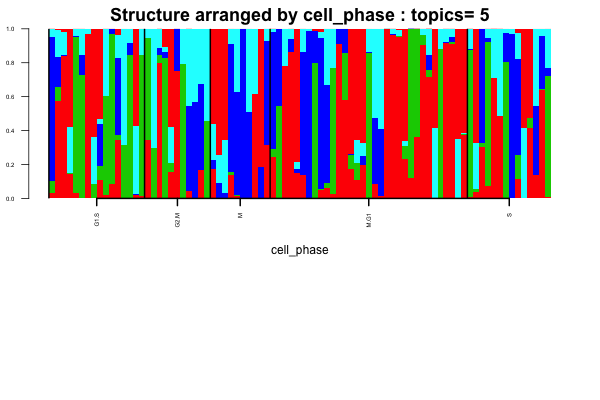 Structure arranged by cell_phase : topics= 5
1.0
0.8
0.6
0.4
0.2
0.0
G1.S
G2.M
M
M.G1
S
cell_phase